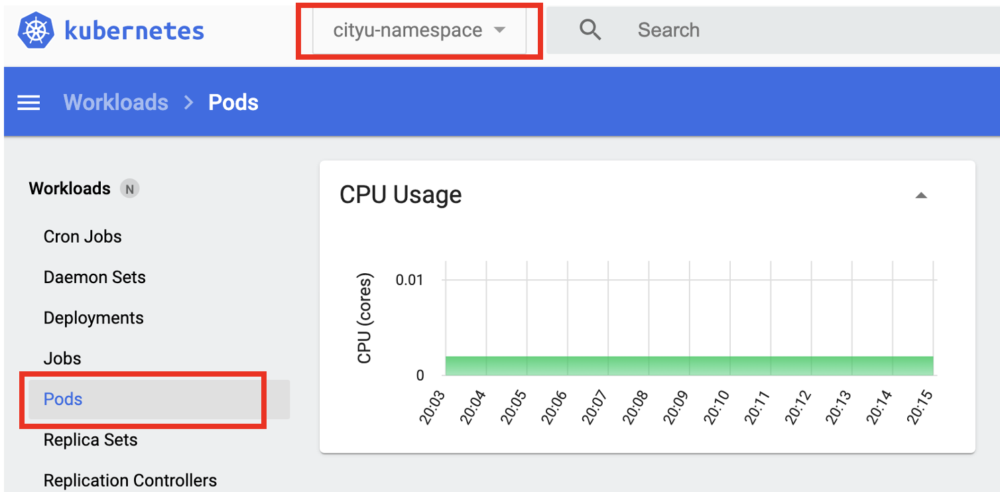 kubernetes
cityu-namespace
Search
Workloads > Pods
Workloads N
Cron Jobs
Daemon Sets
Deployments
Jobs
Pods
Replica Sets
Replication Controllers
CPU Usage
CPU (cores)
0.01
0
20:03 20:04 20:05 20:06 20:07 20:08 20:09 20:10 20:11 20:12 20:13 20:14 20:15